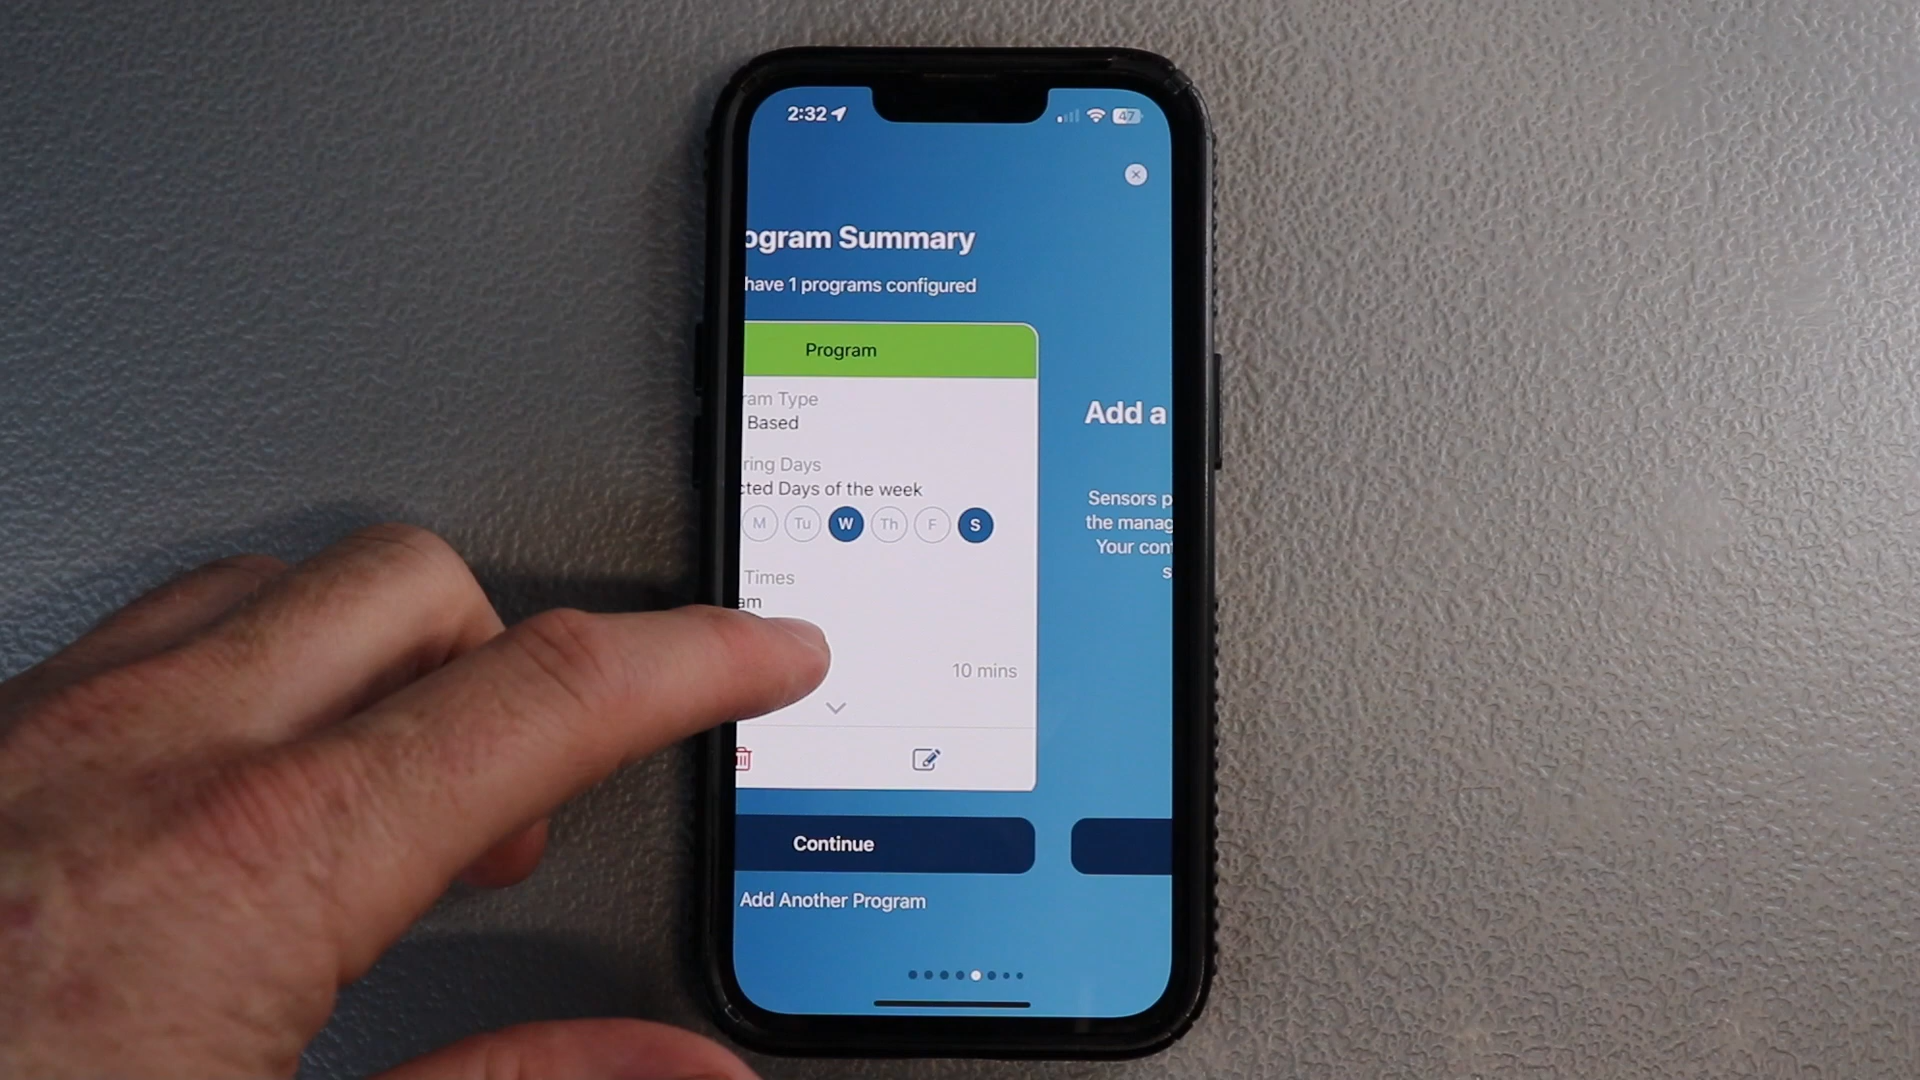 2:32
47
ogram Summary
have 1 programs configured
Program
ram Type
Based
ring Days
cted Days of the week
M Tu W Th F S
Times
am
10 mins
Continue
Add Another Program
Add a
Sensors p
the manag
Your con
s